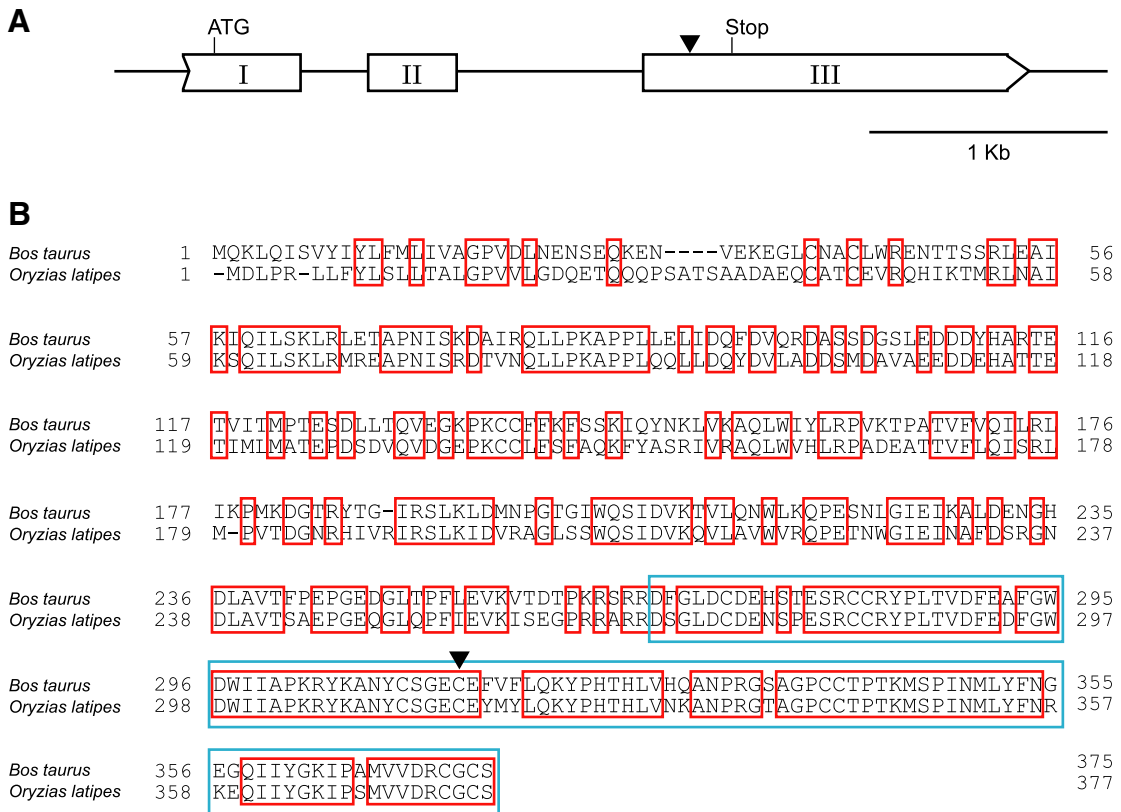 A
ATG
Stop
I
II
III
1 Kb
B
Bos taurus 1 MQKLQISVYIYLFMLIVAGPVDLNENSEQKEN----VEKEGLCNACLWRENTTSSRLEAI 56
Oryzias latipes 1 -MDLPR-LLFYLSLLTALGPVVLGDQETQQQPSATSAADAEQCATCEVRQHIKTMRLNAI 58
Bos taurus 57 KIQILSKLRLETAPNISKDAIRQLLPKAPPLLELIDQFDVQRDASSDGSLEDDDYHARTE 116
Oryzias latipes 59 KSQILSKLRMREAPNISRDTVNQLLPKAPPLQQLLDQYDVLADDSMDAVAEEDDEHATTE 118
Bos taurus 117 TVITMPTESDLLTQVEGKPKCCFFKFSSKIQYNKLVKAQLWIYLRPVKTPATVFVQILRL 176
Oryzias latipes 119 TIMLMATEPDSDVQVDGEPKCCLFSFAQKFYASRIVRAQLWVHLRPADEATTVFLQISRL 178
Bos taurus 177 IKPMKDGTRYTG-IRSLKLDMNPGTGIWQSIDVKTVLQNWLKQPESNLGIEIKALDENGH 235
Oryzias latipes 179 M-PVTDGNRHIVRIRSLKIDVRAGLSSWQSIDVKQVLAVWVRQPETNWGIEINAFDSRGN 237
Bos taurus 236 DLAVTFPEPGEDGLTPFLEVKVTDTPKRSRRDFGLDCDEHSTESRCCRYPLTVDFEAFGW 295
Oryzias latipes 238 DLAVTSAEPGEQGLQPFIEVKISEGPRRARRDSGLDCDENSPESRCCRYPLTVDFEDFGW 297
Bos taurus 296 DWIIAPKRYKANYCSGECEFVFLQKYPHTHLVHQANPRGSAGPCCTPTKMSPINMLYFNG 355
Oryzias latipes 298 DWIIAPKRYKANYCSGECEYMYLQKYPHTHLVNKANPRGTAGPCCTPTKMSPINMLYFNR 357
Bos taurus 356 EGQIIYGKIPAMVVDRCGCS 375
Oryzias latipes 358 KEQIIYGKIPSMVVDRCGCS 377